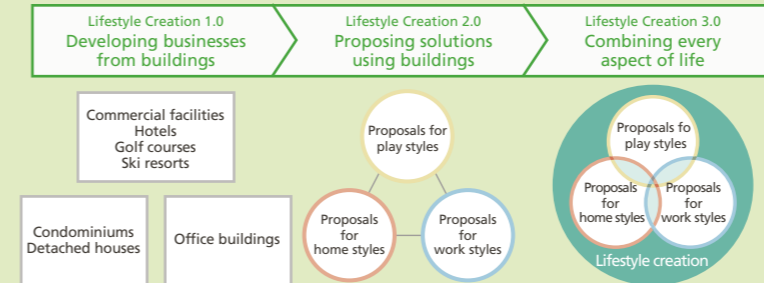 Lifestyle Creation 1.0
Developing businesses
from buildings
Lifestyle Creation 2.0
Proposing solutions
using buildings
Lifestyle Creation 3.0
Combining every
aspect of life
Commercial facilities
Hotels
Golf courses
Ski resorts
Condominiums
Detached houses
Office buildings
Proposals for
play styles
Proposals
for
home styles
Proposals
for
work styles
Proposals fo
play styles
Proposals
for
home styles
Proposals
for
work styles
Lifestyle creation